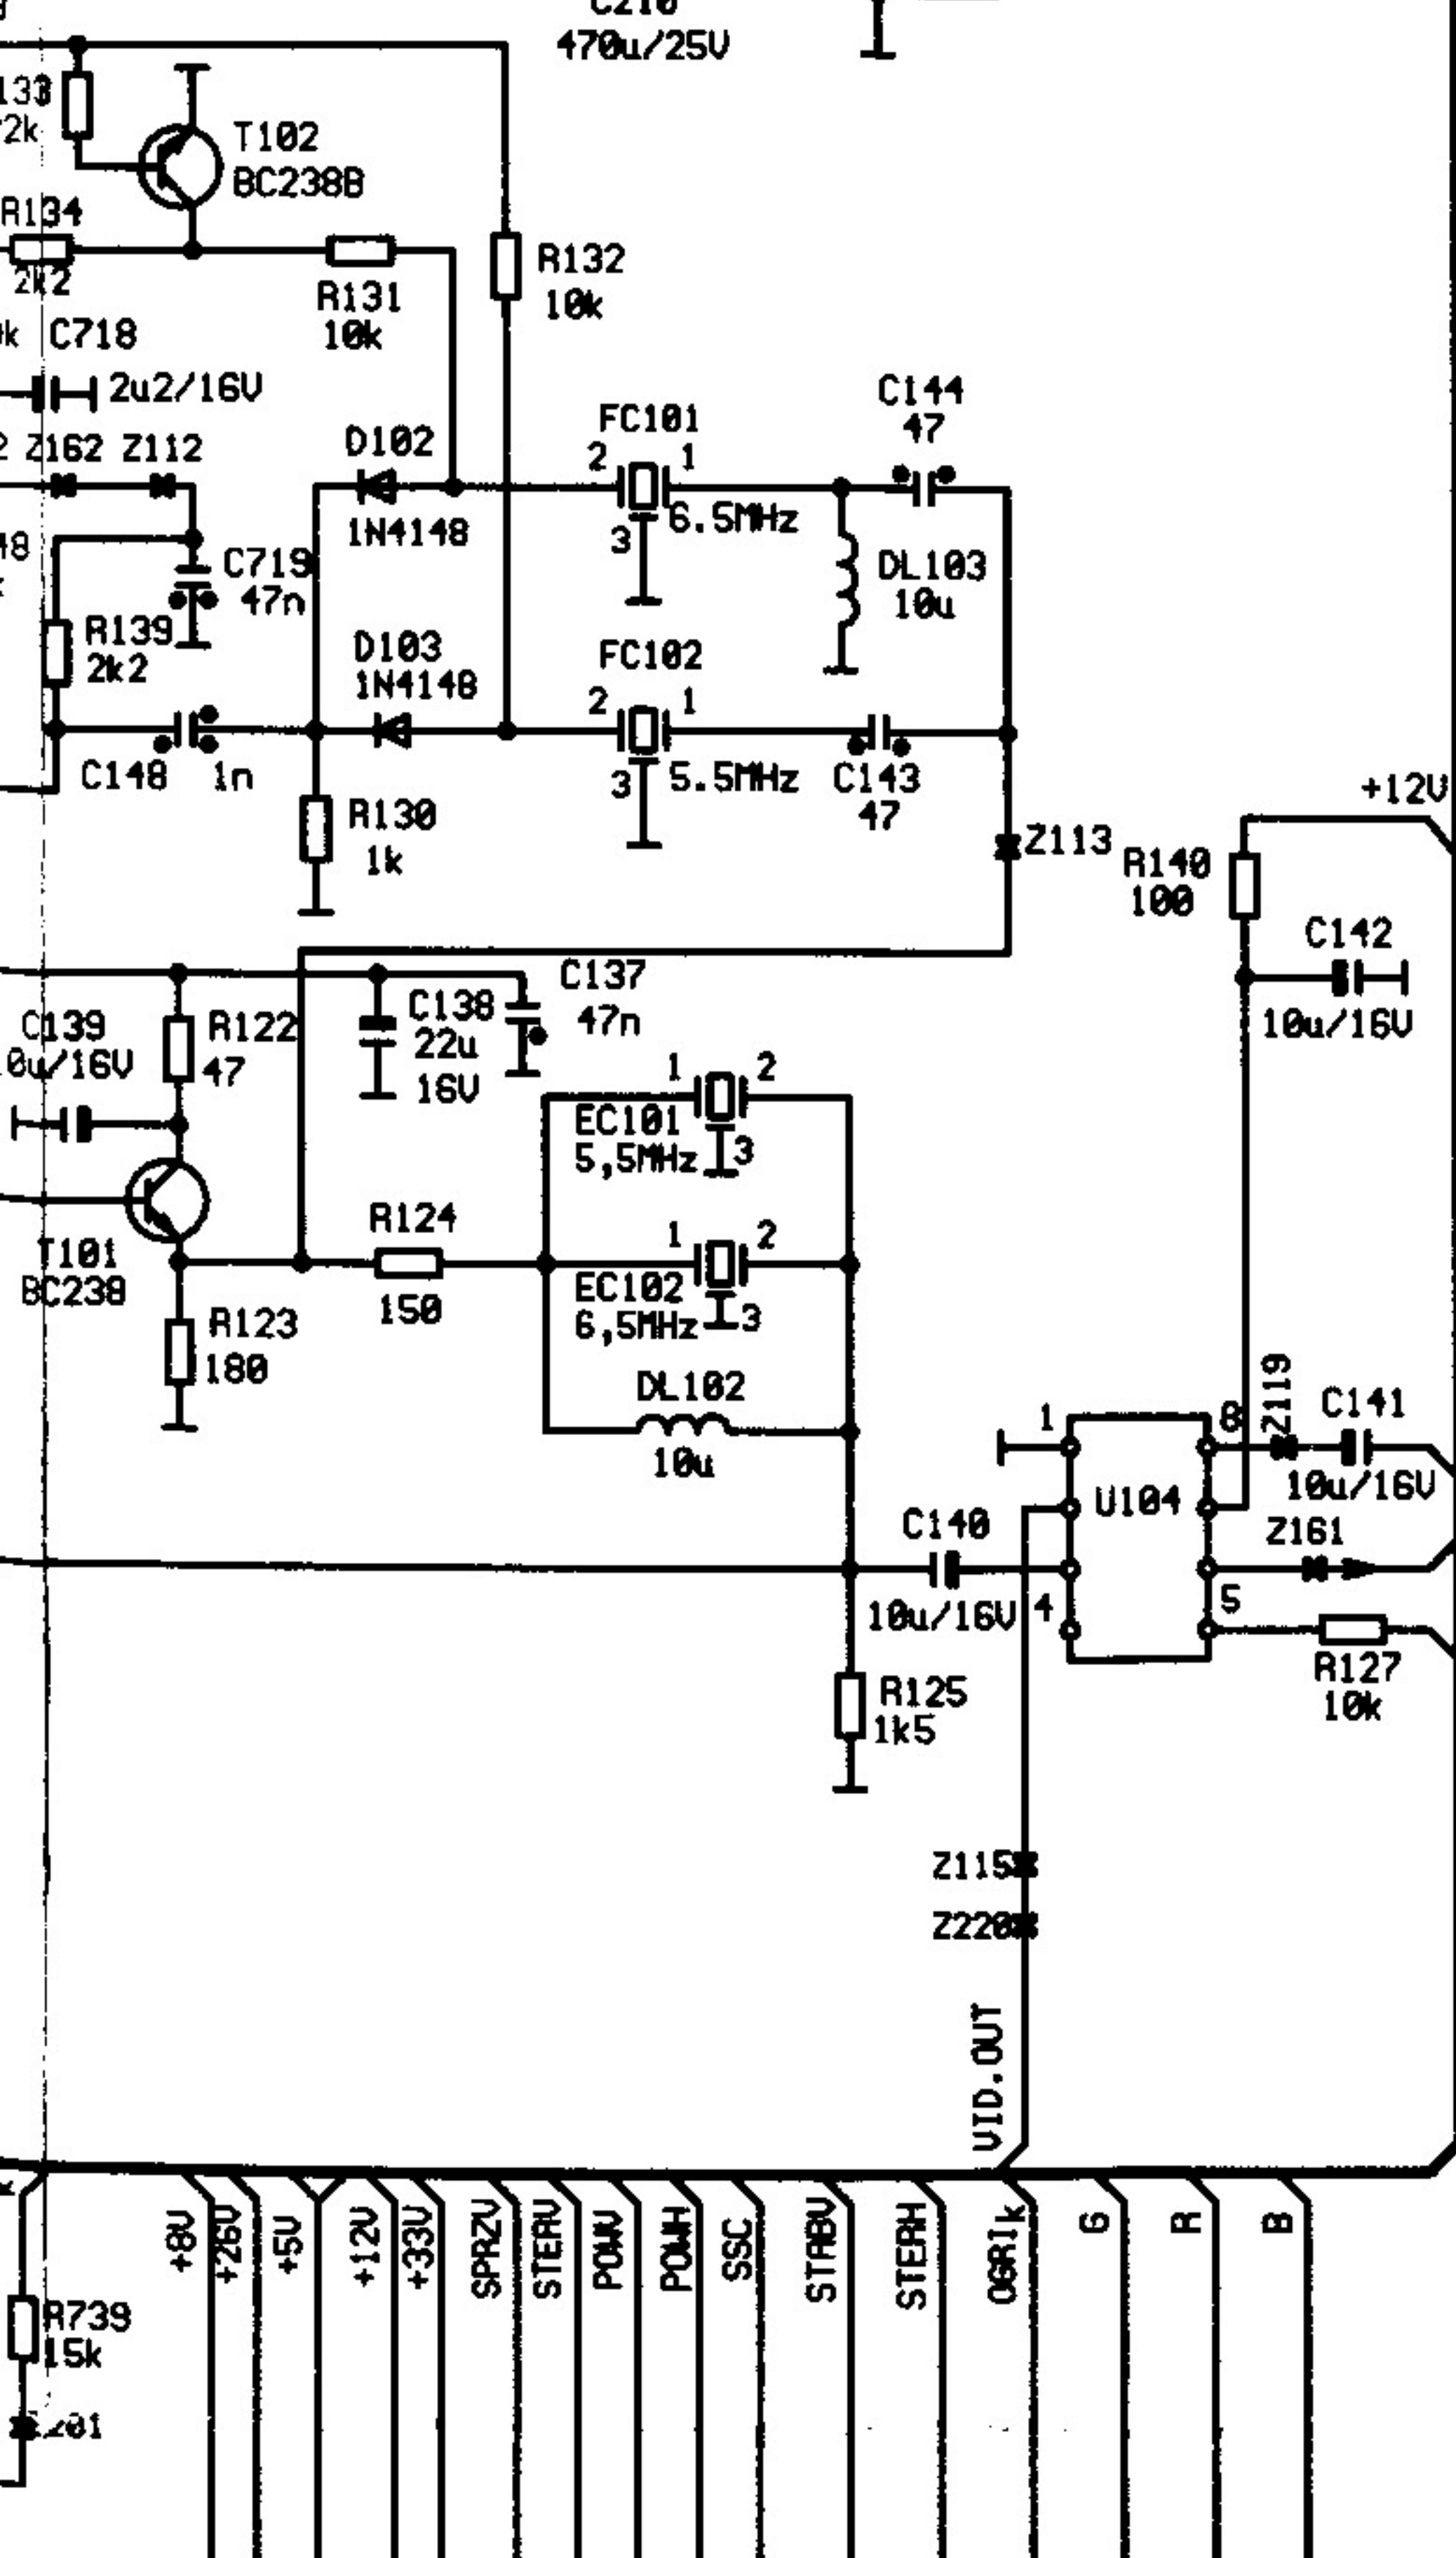 C210
470u/25V
T102
BC238B
R134
2k2
R131
10k
R132
10k
C718
2u2/16V
Z162 Z112
D102
1N4148
FC101
2 1
3
6.5MHz
C144
47
DL103
10u
C719
47n
R139
2k2
D103
1N4148
FC102
2 1
3
5.5MHz
C143
47
C148 1n
R130
1k
Z113
+12V
R140
100
C142
10u/16V
C139
0u/16V
R122
47
C138
22u
16V
C137
47n
EC101
5,5MHz
1 2
3
T101
BC238
R124
150
EC102
6,5MHz
1 2
3
R123
180
DL102
10u
1
8
Z119
C141
10u/16V
U104
Z161
C140
10u/16V
4
5
R127
10k
R125
1k5
Z115
Z220
VID.OUT
+8V
+26V
+5V
+12V
+33V
SPRZV
STERV
POWV
POWH
SSC
STABV
STERH
OGRIk
G
R
B
R739
15k